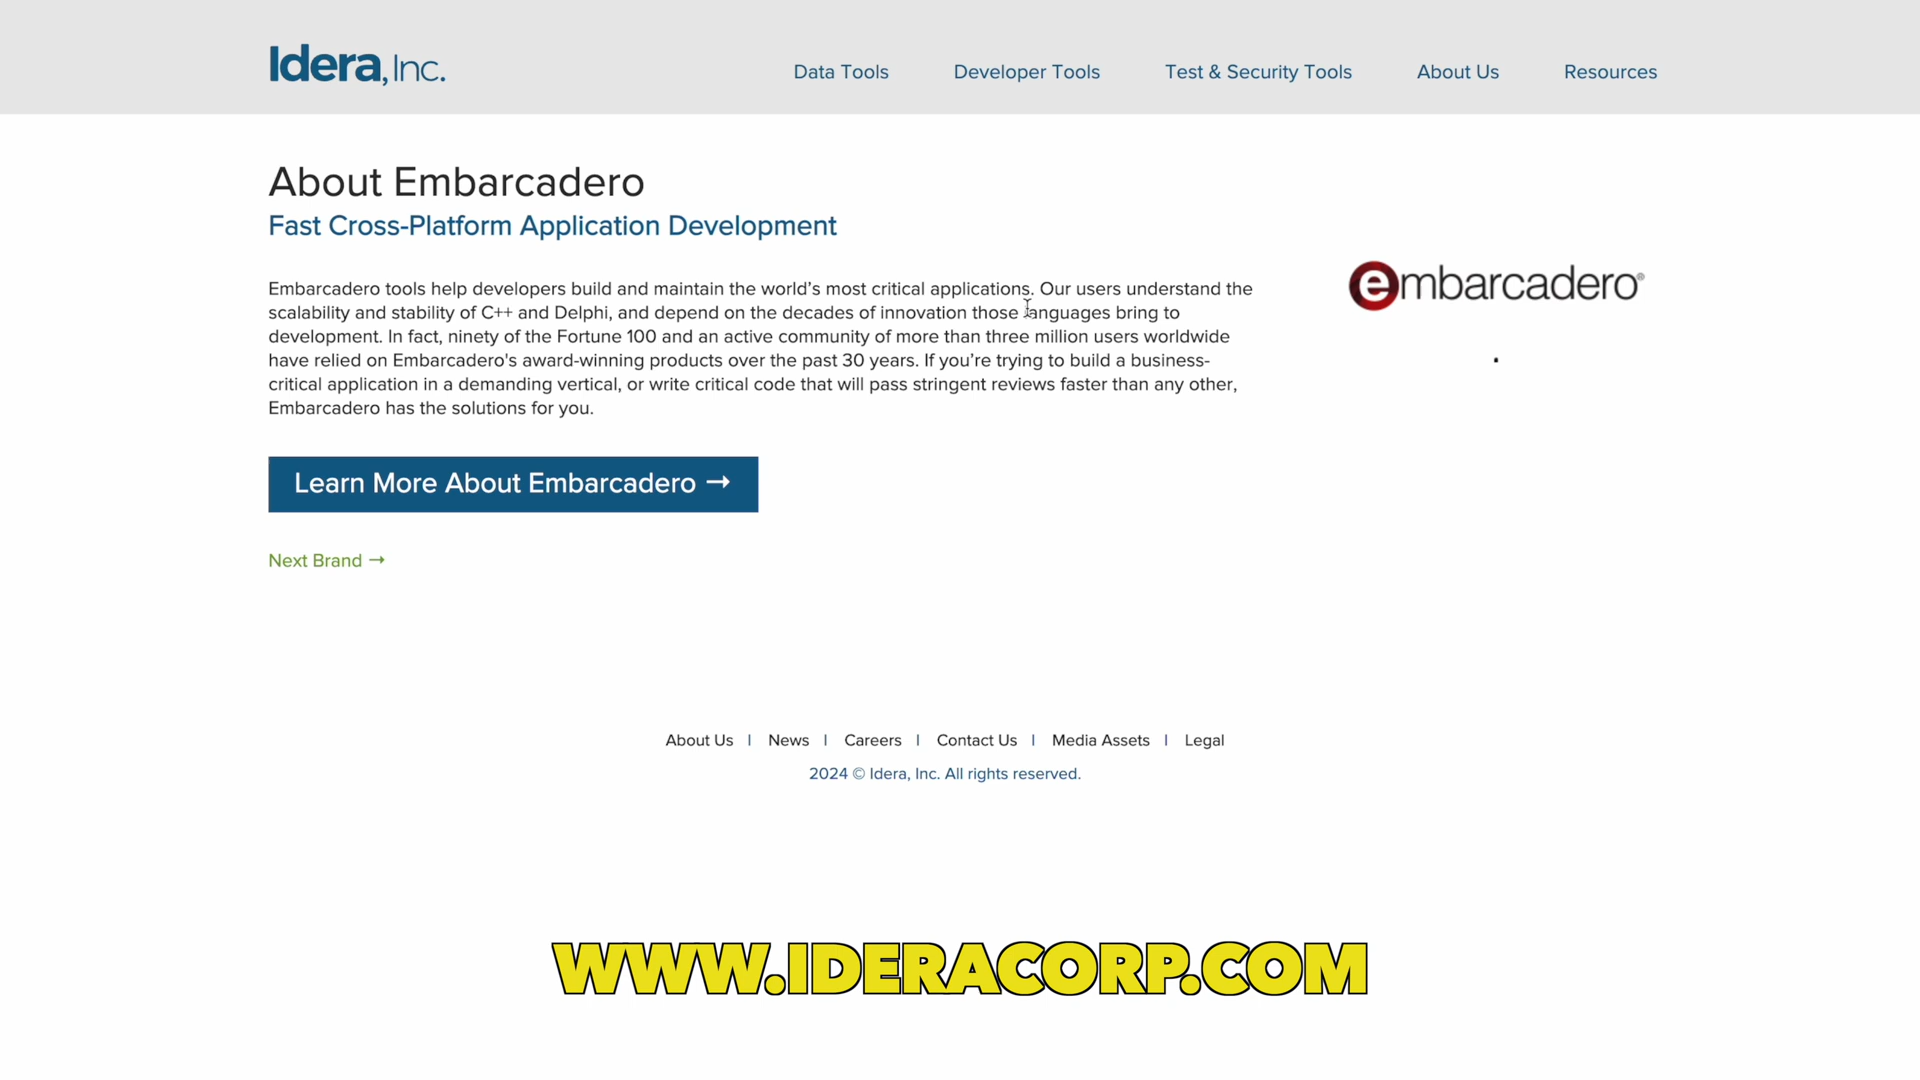 Idera, Inc.
Data Tools
Developer Tools
Test & Security Tools
About Us
Resources
About Embarcadero
Fast Cross-Platform Application Development
Embarcadero tools help developers build and maintain the world's most critical applications. Our users understand the
scalability and stability of C++ and Delphi, and depend on the decades of innovation those languages bring to
development. In fact, ninety of the Fortune 100 and an active community of more than three million users worldwide
have relied on Embarcadero's award-winning products over the past 30 years. If you're trying to build a business-
critical application in a demanding vertical, or write critical code that will pass stringent reviews faster than any other,
Embarcadero has the solutions for you.
embarcadero®
Learn More About Embarcadero →
Next Brand →
About Us | News | Careers | Contact Us | Media Assets | Legal
2024 © Idera, Inc. All rights reserved.
WWW.IDERACORP.COM